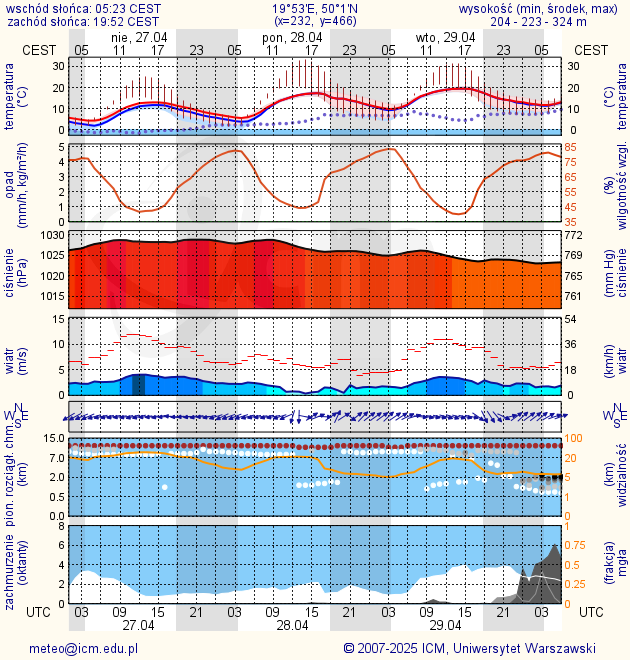 wschód słońca: 05:23 CEST 19°53'E, 50°1'N wysokość (min, środek, max)
zachód słońca: 19:52 CEST (x=232, y=466) 204 - 223 - 324 m
nie, 27.04 pon, 28.04 wto, 29.04
CEST 05 11 17 23 05 11 17 23 05 11 17 23 05 CEST
temperatura (°C) 30 20 10 0 30 20 10 0 temperatura (°C)
opad (mm/h, kg/m²/h) 5 4 3 2 1 0 85 75 65 55 45 35 (%) wilgotność wzgl.
ciśnienie (hPa) 1030 1025 1020 1015 772 769 765 761 (mm Hg) ciśnienie
wiatr (m/s) 15 10 5 0 54 36 18 0 (km/h) wiatr
N W E S N W E S
pion. rozciągł. chm. (km) 15.0 7.0 2.0 0.5 0.0 100 20 5 1 0 (km) widzialność
zachmurzenie (oktanty) 8 6 4 2 0 1 0.75 0.5 0.25 0 (frakcja) mgła
UTC 03 09 15 21 03 09 15 21 03 09 15 21 03 UTC
27.04 28.04 29.04
meteo@icm.edu.pl © 2007-2025 ICM, Uniwersytet Warszawski